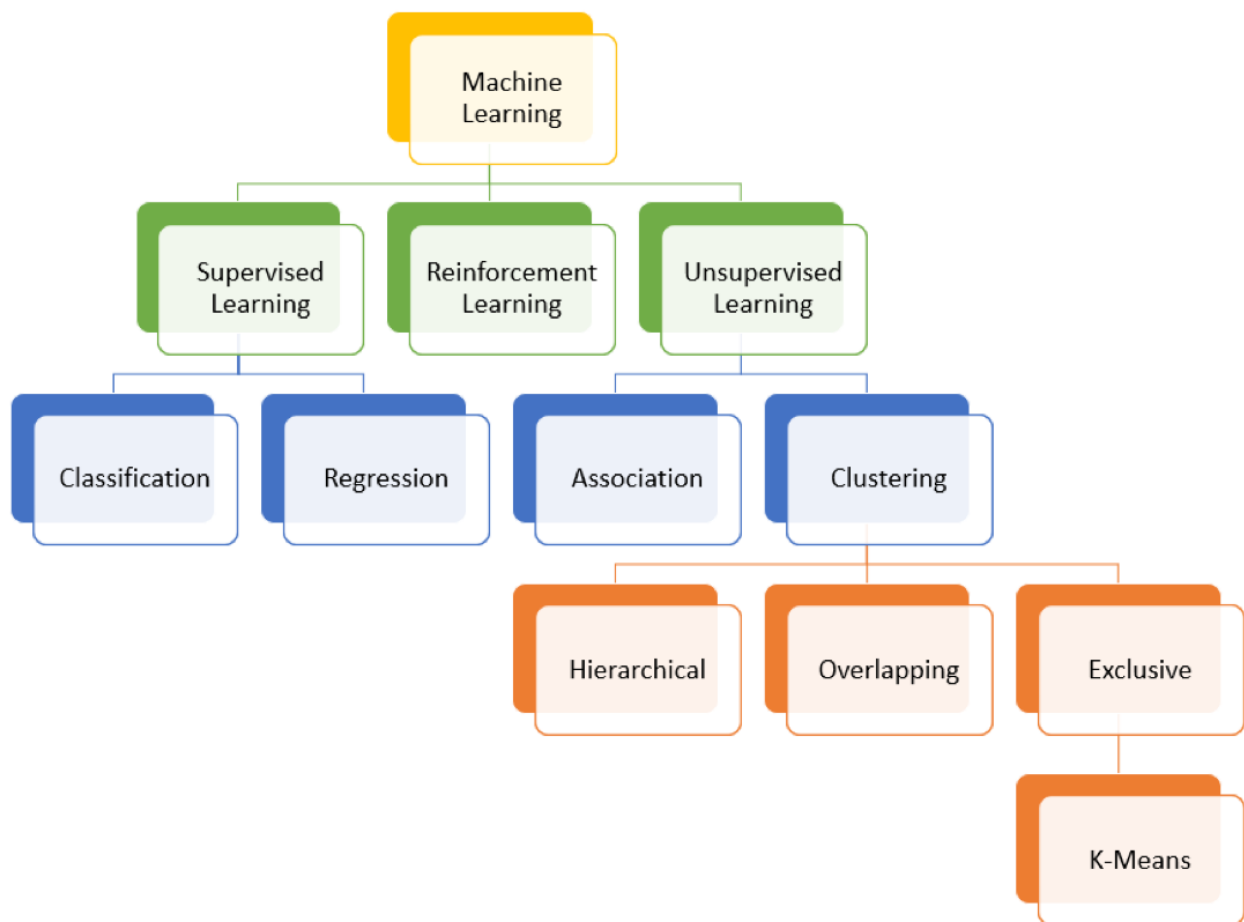 Machine
Learning
Supervised
Learning
Reinforcement
Learning
Unsupervised
Learning
Classification
Regression
Association
Clustering
Hierarchical
Overlapping
Exclusive
K-Means